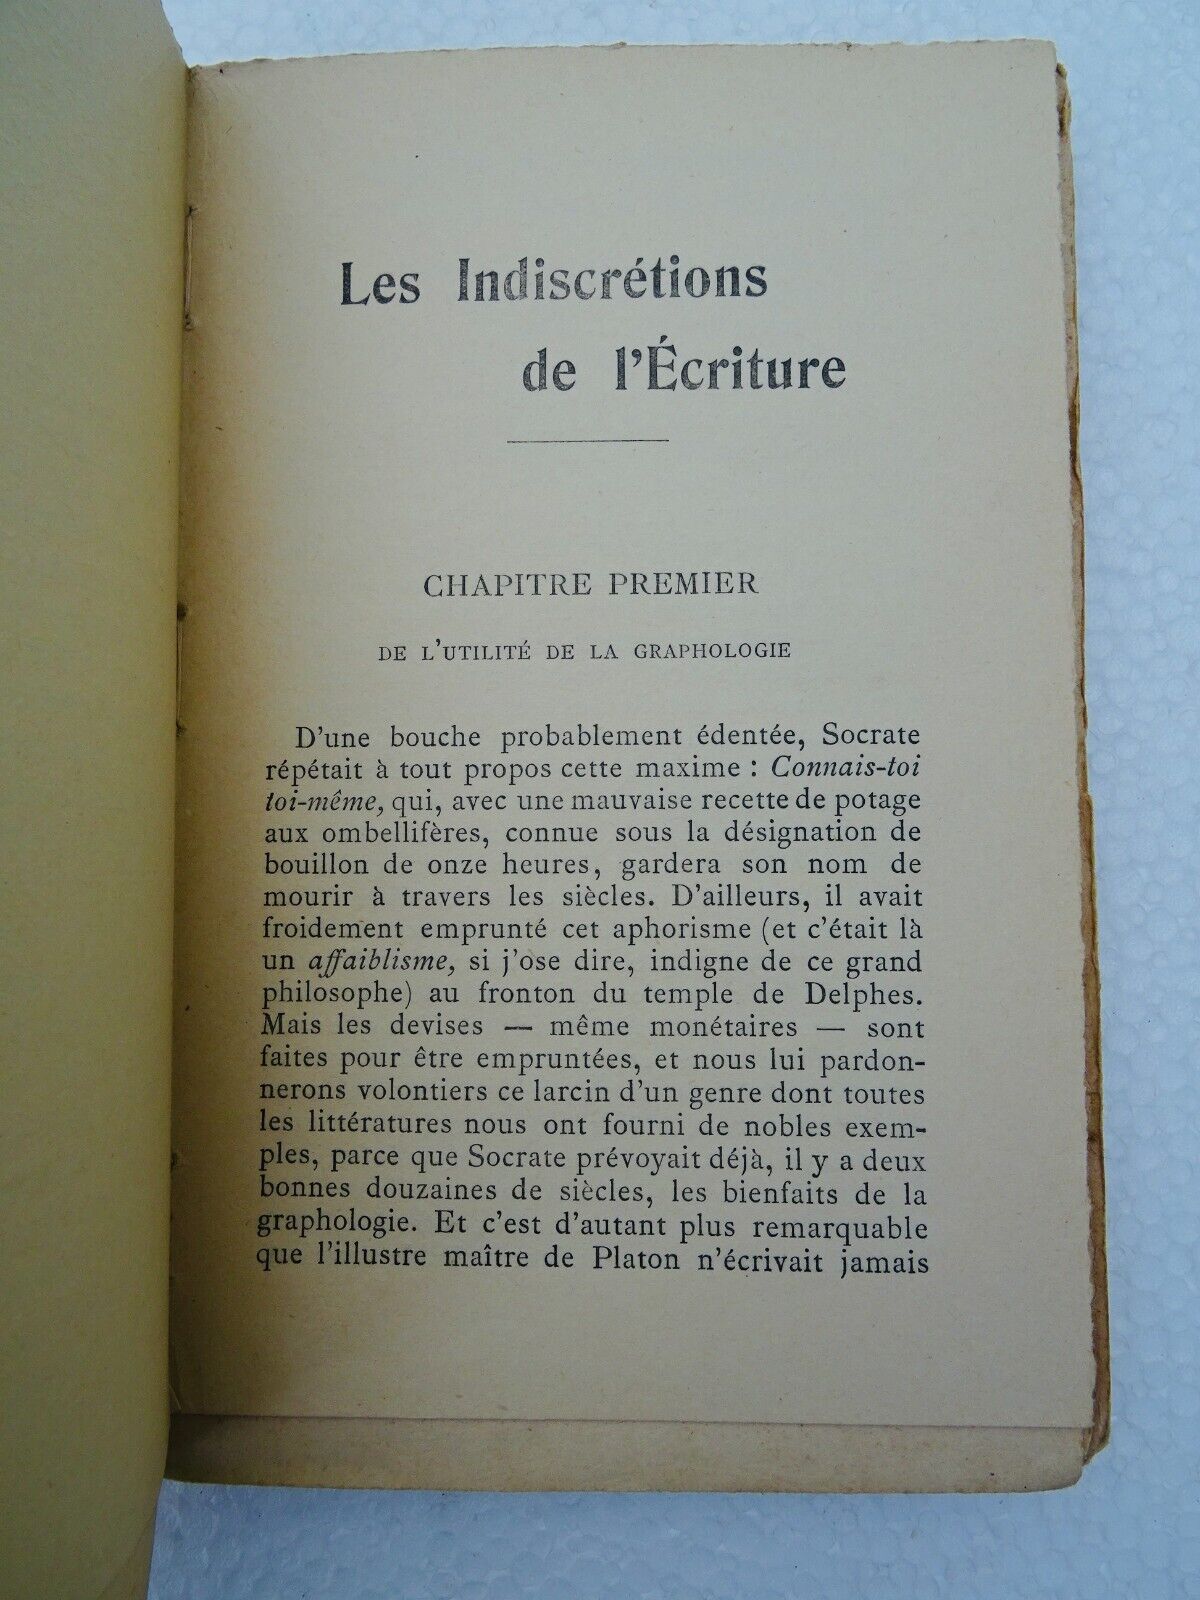 Les Indiscrétions
de l'Écriture
CHAPITRE PREMIER
DE L'UTILITÉ DE LA GRAPHOLOGIE
D'une bouche probablement édentée, Socrate
répétait à tout propos cette maxime : Connais-toi
toi-même, qui, avec une mauvaise recette de potage
aux ombellifères, connue sous la désignation de
bouillon de onze heures, gardera son nom de
mourir à travers les siècles. D'ailleurs, il avait
froidement emprunté cet aphorisme (et c'était là
un affaiblisme, si j'ose dire, indigne de ce grand
philosophe) au fronton du temple de Delphes.
Mais les devises — même monétaires — sont
faites pour être empruntées, et nous lui pardon-
nerons volontiers ce larcin d'un genre dont toutes
les littératures nous ont fourni de nobles exem-
ples, parce que Socrate prévoyait déjà, il y a deux
bonnes douzaines de siècles, les bienfaits de la
graphologie. Et c'est d'autant plus remarquable
que l'illustre maître de Platon n'écrivait jamais